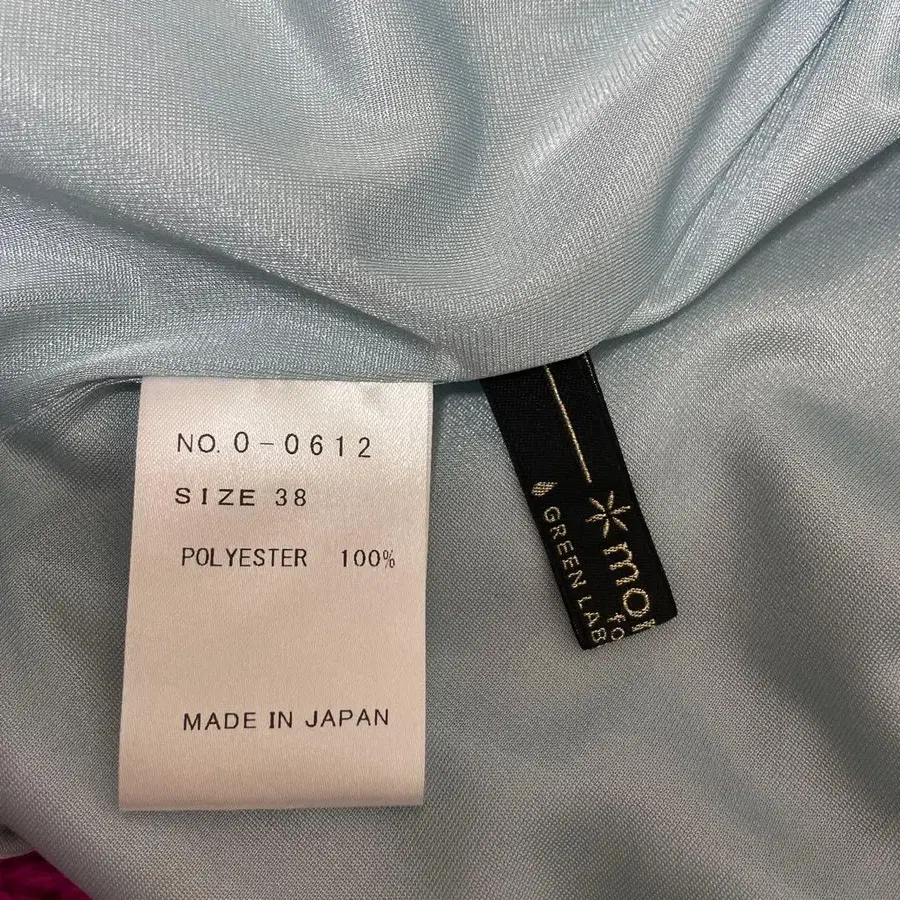 NO. 0-0612
SIZE 38
POLYESTER 100%
MADE IN JAPAN
GREEN LAB